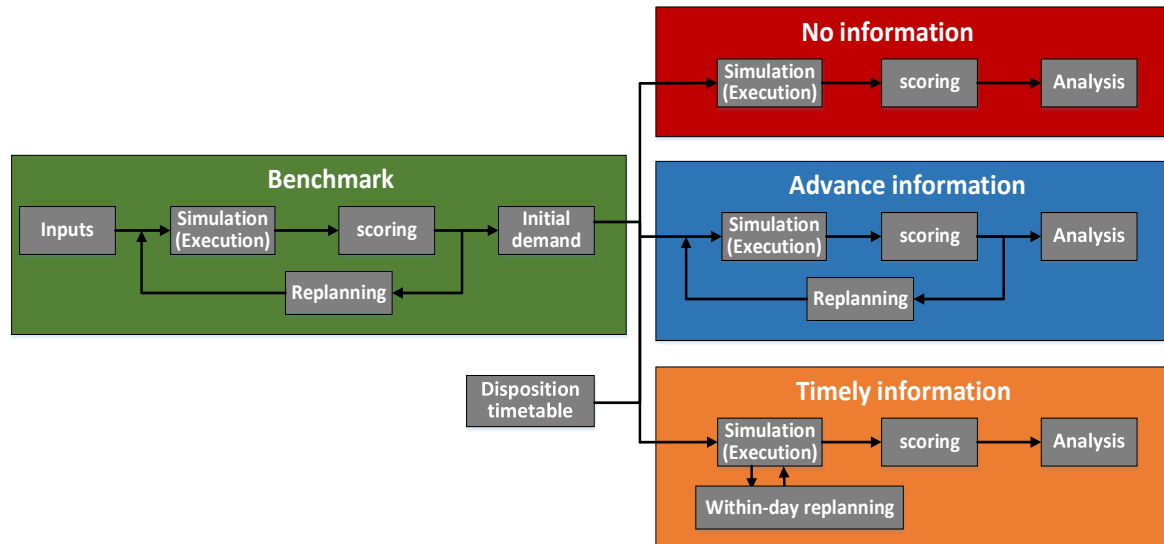 Benchmark
Inputs
Simulation
(Execution)
scoring
Initial
demand
Replanning
Disposition
timetable
No information
Simulation
(Execution)
scoring
Analysis
Advance information
Simulation
(Execution)
scoring
Analysis
Replanning
Timely information
Simulation
(Execution)
scoring
Analysis
Within-day replanning